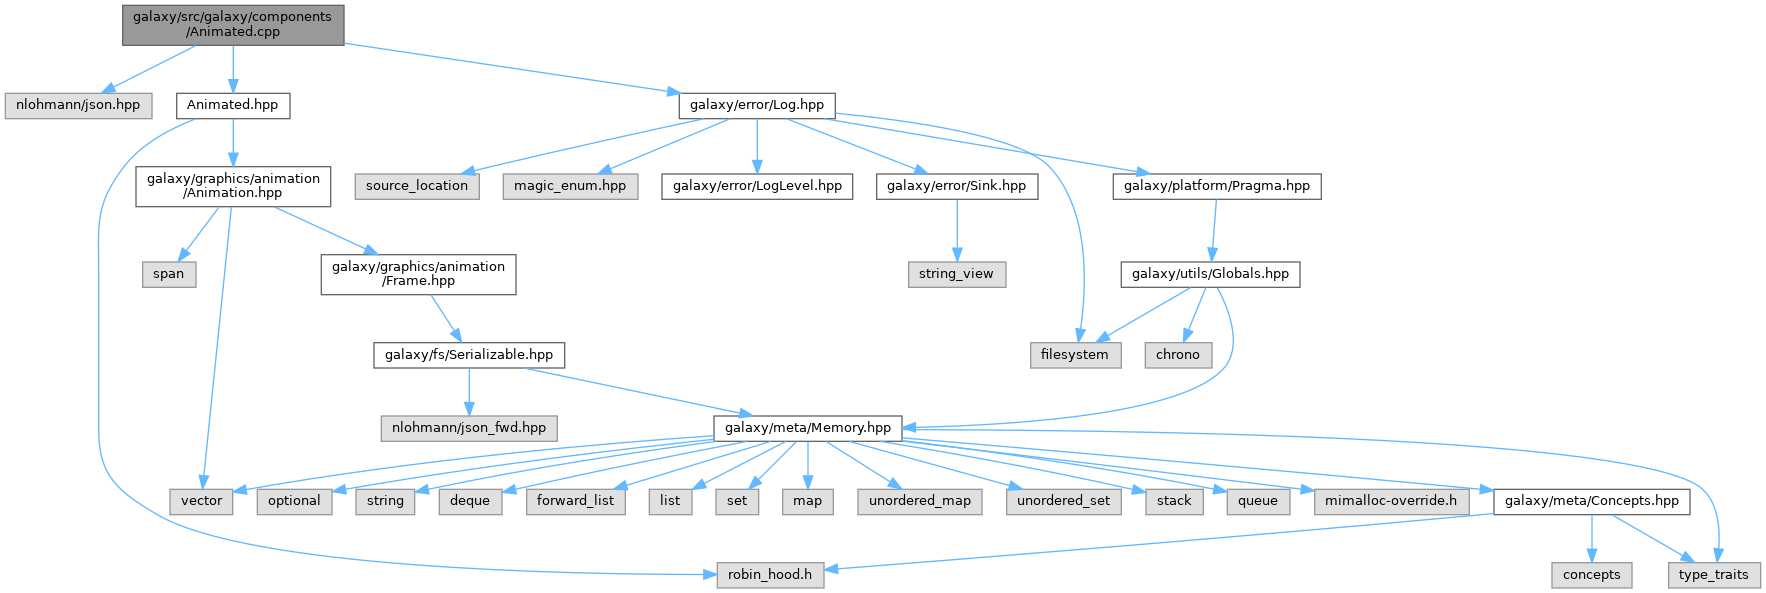 galaxy/src/galaxy/components
/Animated.cpp
nlohmann/json.hpp
Animated.hpp
galaxy/error/Log.hpp
galaxy/graphics/animation
/Animation.hpp
source_location
magic_enum.hpp
galaxy/error/LogLevel.hpp
galaxy/error/Sink.hpp
galaxy/platform/Pragma.hpp
span
galaxy/graphics/animation
/Frame.hpp
string_view
galaxy/utils/Globals.hpp
galaxy/fs/Serializable.hpp
filesystem
chrono
nlohmann/json_fwd.hpp
galaxy/meta/Memory.hpp
vector
optional
string
deque
forward_list
list
set
map
unordered_map
unordered_set
stack
queue
mimalloc-override.h
galaxy/meta/Concepts.hpp
robin_hood.h
concepts
type_traits